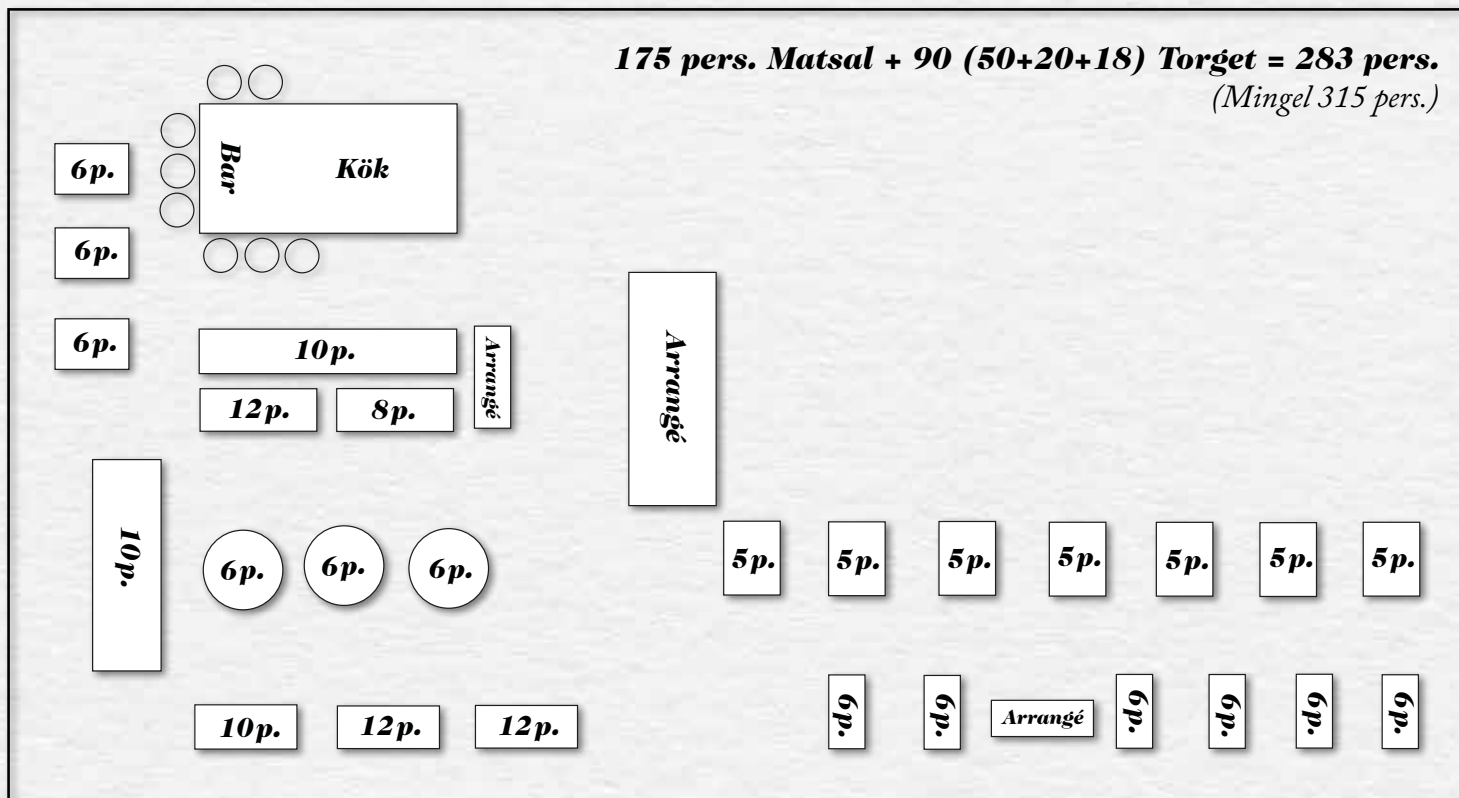 175 pers. Matsal + 90 (50+20+18) Torget = 283 pers.
(Mingel 315 pers.)
Bar
Kök
6p.
6p.
6p.
10p.
Arrangé
12p.
8p.
Arrangé
10p.
6p.
6p.
6p.
5p.
5p.
5p.
5p.
5p.
5p.
5p.
10p.
12p.
12p.
6p.
6p.
Arrangé
6p.
6p.
6p.
6p.